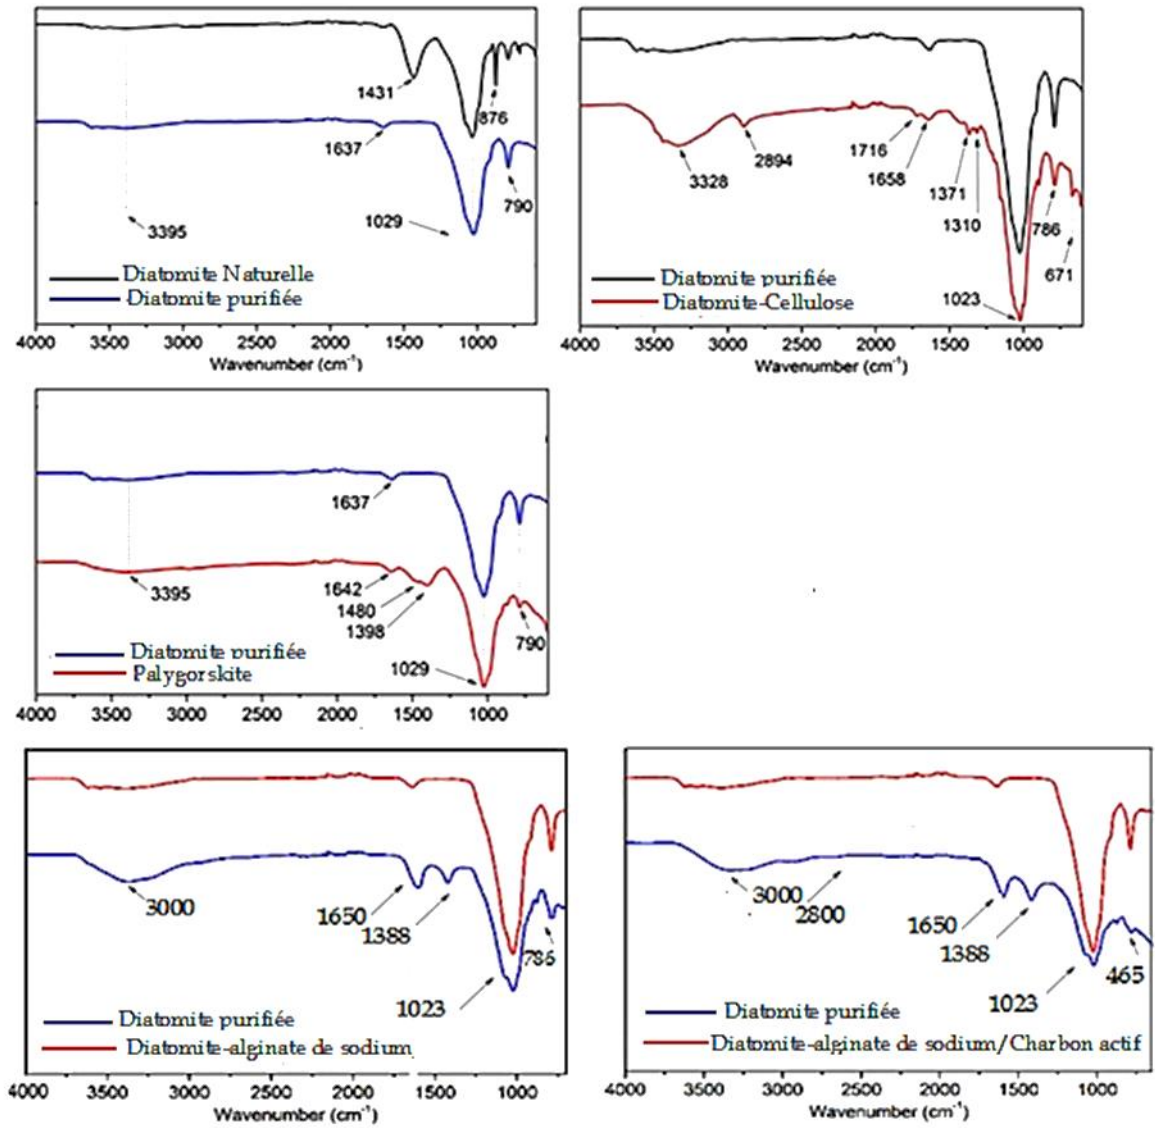 1431
876
1637
790
1029
3395
Diatomite Naturelle
Diatomite purifiée
4000 3500 3000 2500 2000 1500 1000
Wavenumber (cm⁻¹)
1716
2894
1658
3328
1371
1310
786
671
1023
Diatomite purifiée
Diatomite-Cellulose
4000 3500 3000 2500 2000 1500 1000
Wavenumber (cm⁻¹)
1637
1642
3395
1480
1398
790
1029
Diatomite purifiée
Palygorskite
4000 3500 3000 2500 2000 1500 1000
3000
1650
1388
786
1023
Diatomite purifiée
Diatomite-alginate de sodium
4000 3500 3000 2500 2000 1500 1000
Wavenumber (cm⁻¹)
3000
2800
1650
1388
465
1023
Diatomite purifiée
Diatomite-alginate de sodium/Charbon actif
4000 3500 3000 2500 2000 1500 1000
Wavenumber (cm⁻¹)